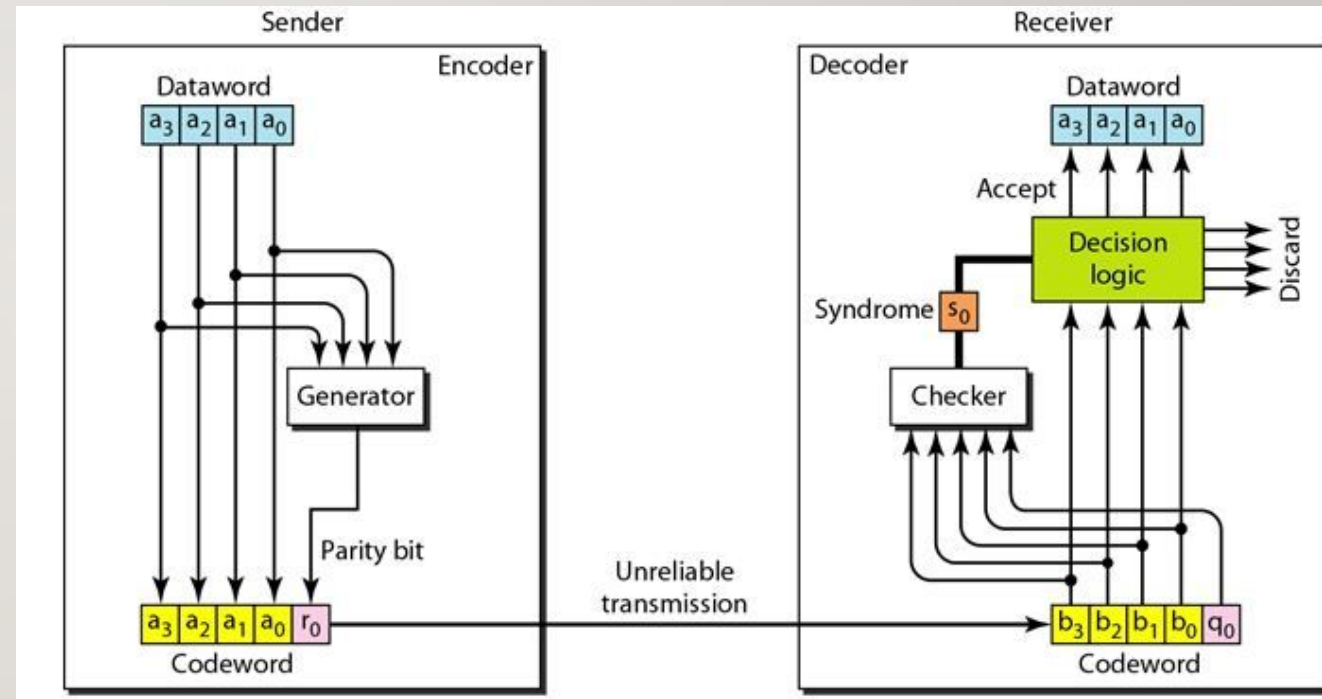 Sender
Encoder
Dataword
a₃ a₂ a₁ a₀
Generator
Parity bit
a₃ a₂ a₁ a₀ r₀
Codeword
Unreliable
transmission
Receiver
Decoder
Dataword
a₃ a₂ a₁ a₀
Accept
Decision
logic
Discard
Syndrome s₀
Checker
b₃ b₂ b₁ b₀ q₀
Codeword